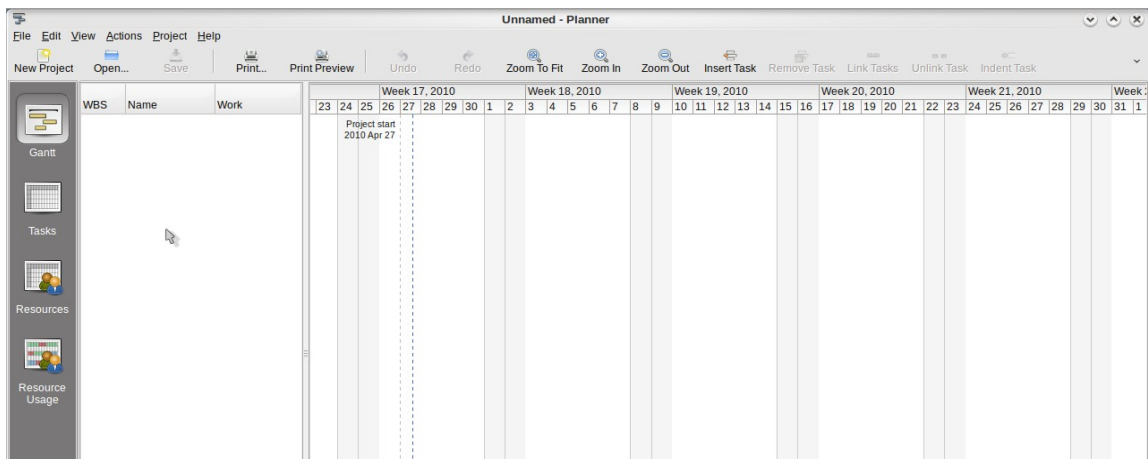 Unnamed - Planner
File Edit View Actions Project Help
New Project Open... Save Print... Print Preview Undo Redo Zoom To Fit Zoom In Zoom Out Insert Task Remove Task Link Tasks Unlink Task Indent Task
Week 17, 2010 Week 18, 2010 Week 19, 2010 Week 20, 2010 Week 21, 2010 Week
WBS Name Work
23 24 25 26 27 28 29 30 1 2 3 4 5 6 7 8 9 10 11 12 13 14 15 16 17 18 19 20 21 22 23 24 25 26 27 28 29 30 31 1
Project start
2010 Apr 27
Gantt
Tasks
Resources
Resource
Usage